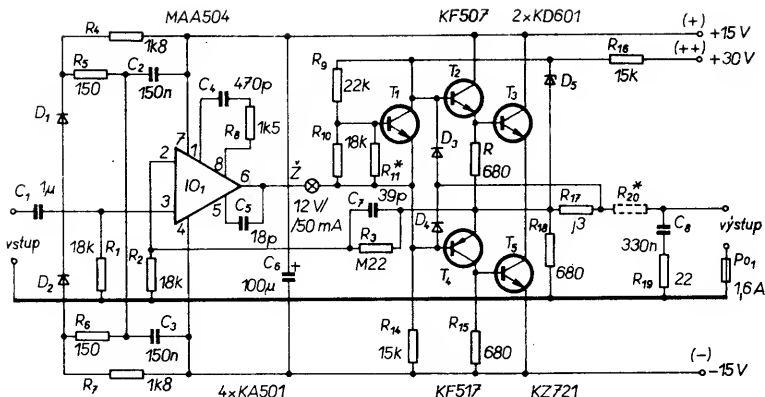 MAA504
KF507
2×KD601
(+)
+15 V
(++)
+30 V
R4
1k8
R5
150
C2
150n
C4
470p
R8
1k5
R9
22k
T1
T2
T3
D5
R16
15k
D1
7
1
2
8
6
3
5
4
IO1
R10
18k
R11*
D3
R
680
C1
1µ
Ž
12 V/
/50 mA
C7
39p
C5
18p
D4
R17
j3
R20*
C8
330n
výstup
vstup
18k
R1
R2
18k
R3
M22
C6
100µ
+
T4
T5
R18
680
R19
22
Po1
1,6A
D2
R6
150
C3
150n
R14
15k
R15
680
R7
1k8
(-)
-15V
4×KA501
KF517
KZ721